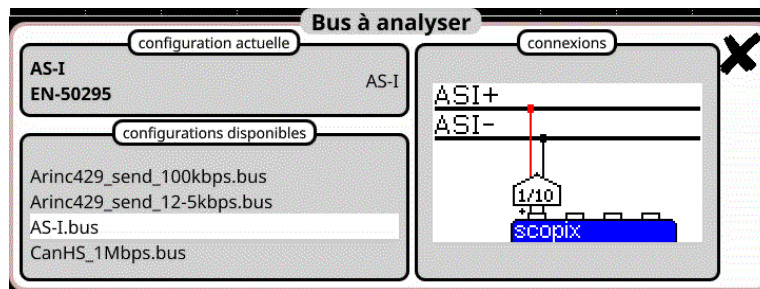 Bus à analyser
configuration actuelle
AS-I
EN-50295
AS-I
configurations disponibles
Arinc429_send_100kbps.bus
Arinc429_send_12-5kbps.bus
AS-I.bus
CanHS_1Mbps.bus
connexions
ASI+
ASI-
1/10
+
scopix